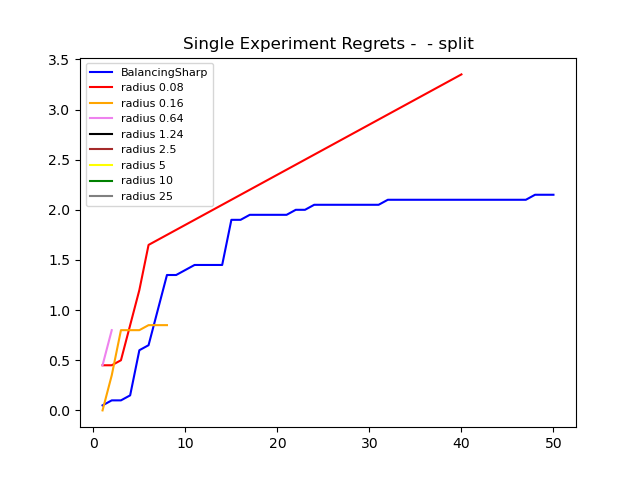 Single Experiment Regrets -  - split
3.5
3.0
2.5
2.0
1.5
1.0
0.5
0.0
BalancingSharp
radius 0.08
radius 0.16
radius 0.64
radius 1.24
radius 2.5
radius 5
radius 10
radius 25
0 10 20 30 40 50